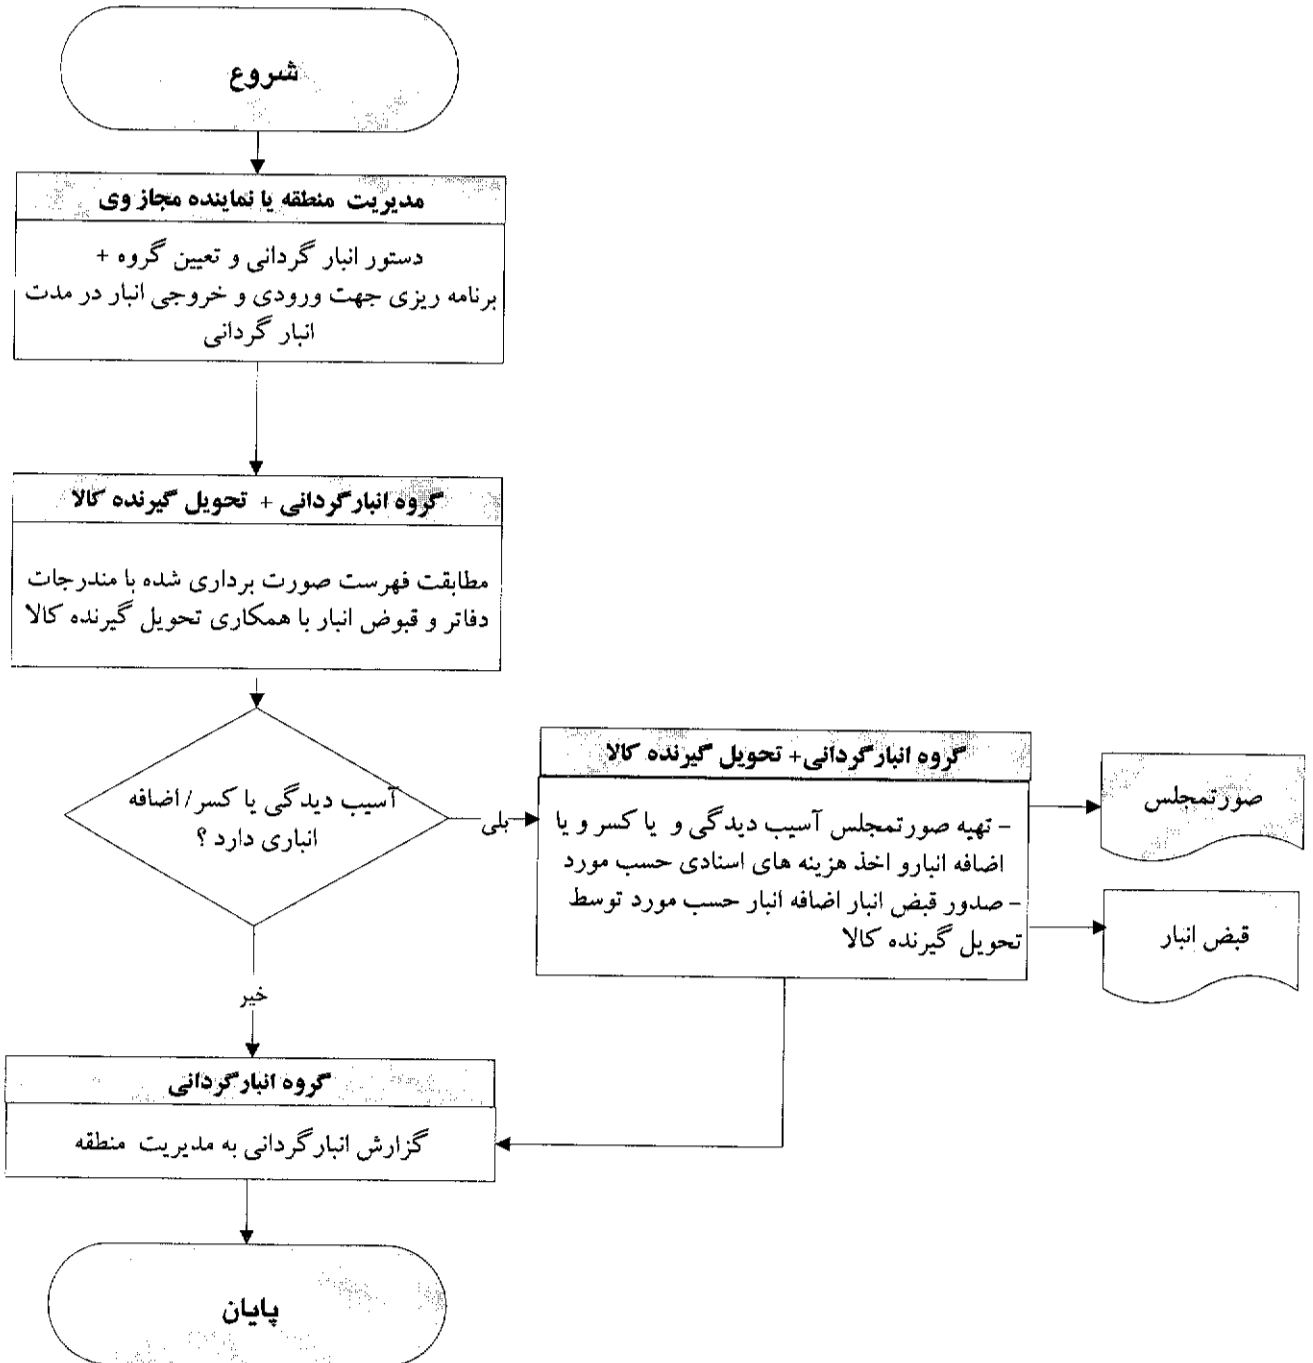 شروع
مدیریت منطقه یا نماینده مجاز وی
دستور انبار گردانی و تعیین گروه +
برنامه ریزی جهت ورودی و خروجی انبار در مدت
انبار گردانی
گروه انبارگردانی + تحویل گیرنده کالا
مطابقت فهرست صورت برداری شده با مندرجات
دفاتر و قبوض انبار با همکاری تحویل گیرنده کالا
آسیب دیدگی یا کسر / اضافه
انباری دارد ؟
بلی
گروه انبارگردانی+ تحویل گیرنده کالا
– تهیه صورتمجلس آسیب دیدگی و یا کسر و یا
اضافه انبارو اخذ هزینه های اسنادی حسب مورد
– صدور قبض انبار اضافه انبار حسب مورد توسط
تحویل گیرنده کالا
صورتمجلس
قبض انبار
خیر
گروه انبارگردانی
گزارش انبارگردانی به مدیریت منطقه
پایان